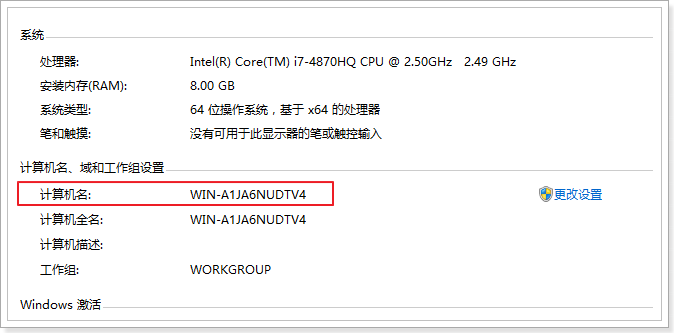 系统
处理器: Intel(R) Core(TM) i7-4870HQ CPU @ 2.50GHz 2.49 GHz
安装内存(RAM): 8.00 GB
系统类型: 64 位操作系统，基于 x64 的处理器
笔和触摸: 没有可用于此显示器的笔或触控输入
计算机名、域和工作组设置
计算机名: WIN-A1JA6NUDTV4 更改设置
计算机全名: WIN-A1JA6NUDTV4
计算机描述:
工作组: WORKGROUP
Windows 激活